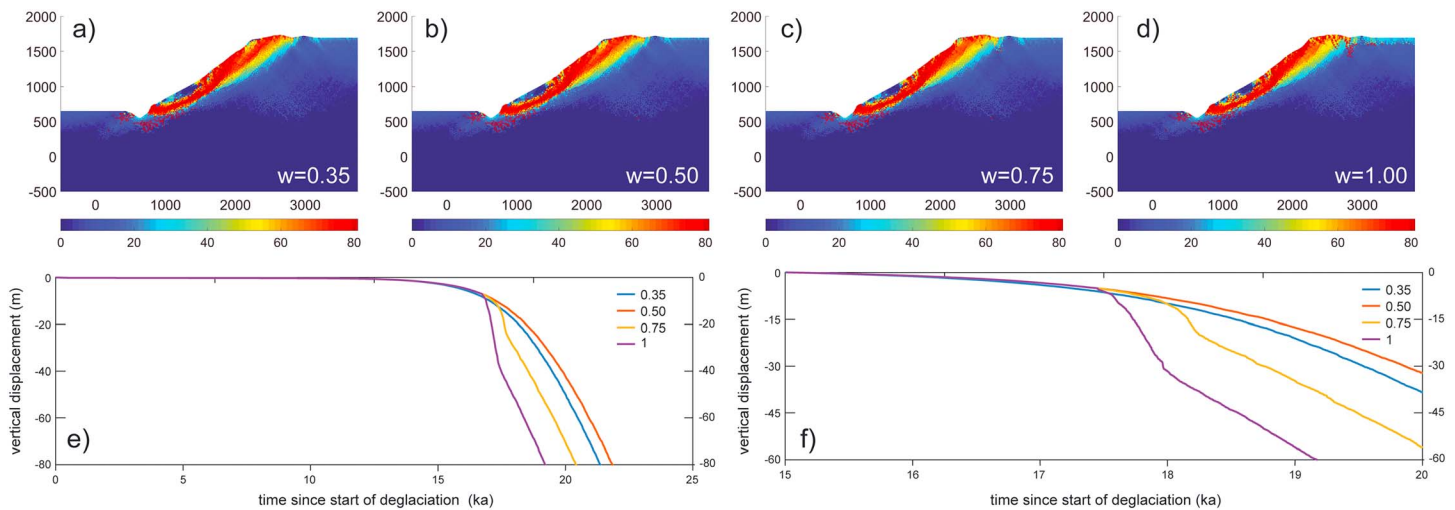 a)
2000
1500
1000
500
0
-500
w=0.35
0 1000 2000 3000
0 20 40 60 80
b)
2000
1500
1000
500
0
-500
w=0.50
0 1000 2000 3000
0 20 40 60 80
c)
2000
1500
1000
500
0
-500
w=0.75
0 1000 2000 3000
0 20 40 60 80
d)
2000
1500
1000
500
0
-500
w=1.00
0 1000 2000 3000
0 20 40 60 80
e)
vertical displacement (m)
0
-20
-40
-60
-80
0
-20
-40
-60
-80
0.35
0.50
0.75
1
0 5 10 15 20 25
time since start of deglaciation (ka)
f)
vertical displacement (m)
0
-15
-30
-45
-60
0
-15
-30
-45
-60
0.35
0.50
0.75
1
15 16 17 18 19 20
time since start of deglaciation (ka)